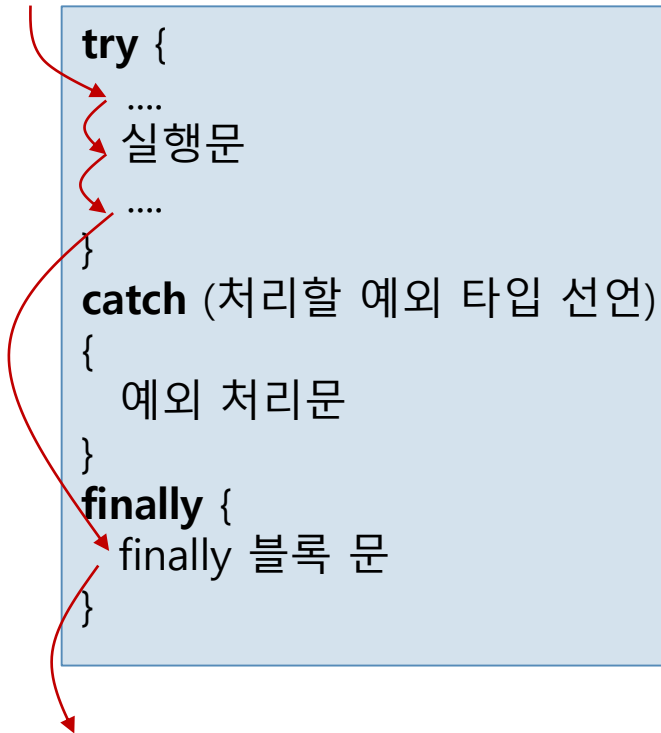 try {
....
실행문
....
}
catch (처리할 예외 타입 선언)
{
예외 처리문
}
finally {
finally 블록 문
}